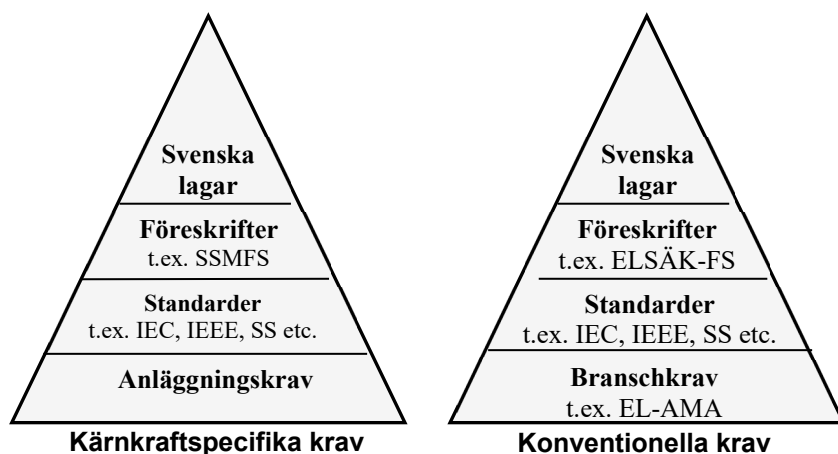 Svenska
lagar
Föreskrifter
t.ex. SSMFS
Standarder
t.ex. IEC, IEEE, SS etc.
Anläggningskrav
Kärnkraftspecifika krav
Svenska
lagar
Föreskrifter
t.ex. ELSÄK-FS
Standarder
t.ex. IEC, IEEE, SS etc.
Branschkrav
t.ex. EL-AMA
Konventionella krav